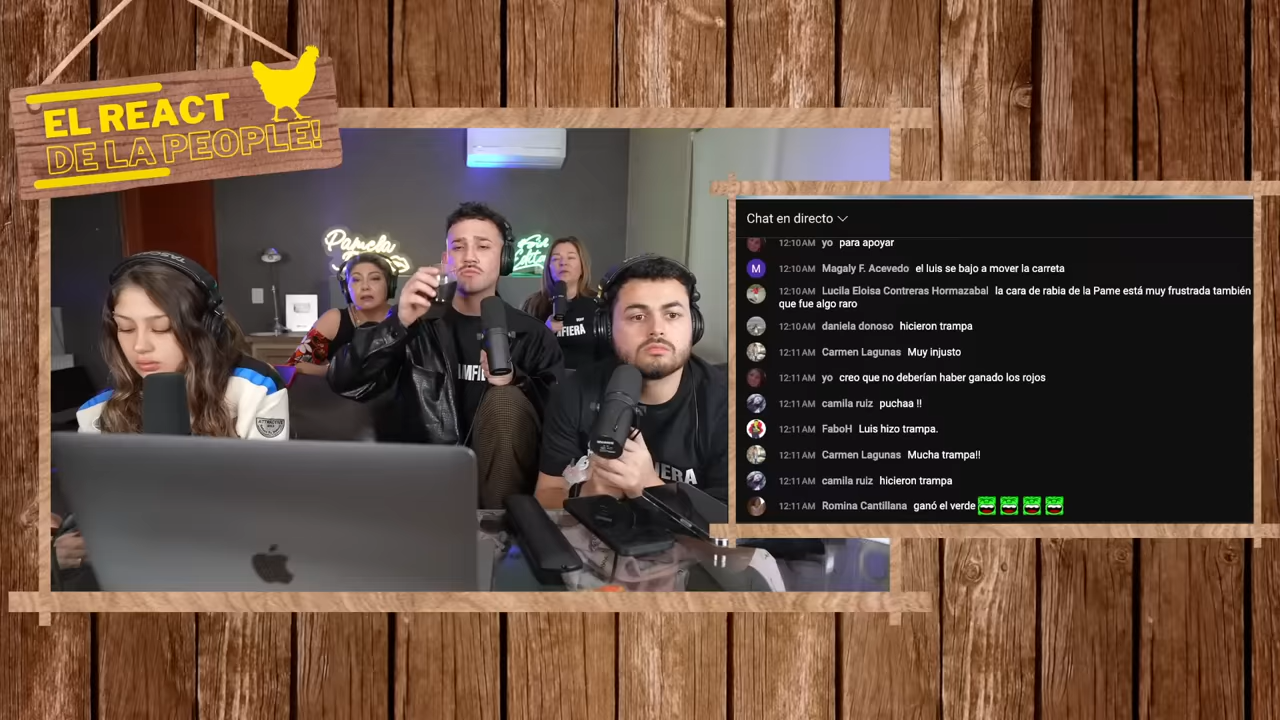 EL REACT
DE LA PEOPLE!
Pamela
Chat en directo
12:10 AM yo para apoyar
M 12:10 AM Magaly F. Acevedo el luis se bajo a mover la carreta
12:10 AM Lucila Eloisa Contreras Hormazabal la cara de rabia de la Pame está muy frustrada también
que fue algo raro
12:10 AM daniela donoso hicieron trampa
12:11 AM Carmen Lagunas Muy injusto
12:11 AM yo creo que no deberían haber ganado los rojos
12:11 AM camila ruiz puchaa !!
12:11 AM FaboH Luis hizo trampa.
12:11 AM Carmen Lagunas Mucha trampa!!
12:11 AM camila ruiz hicieron trampa
12:11 AM Romina Cantillana ganó el verde